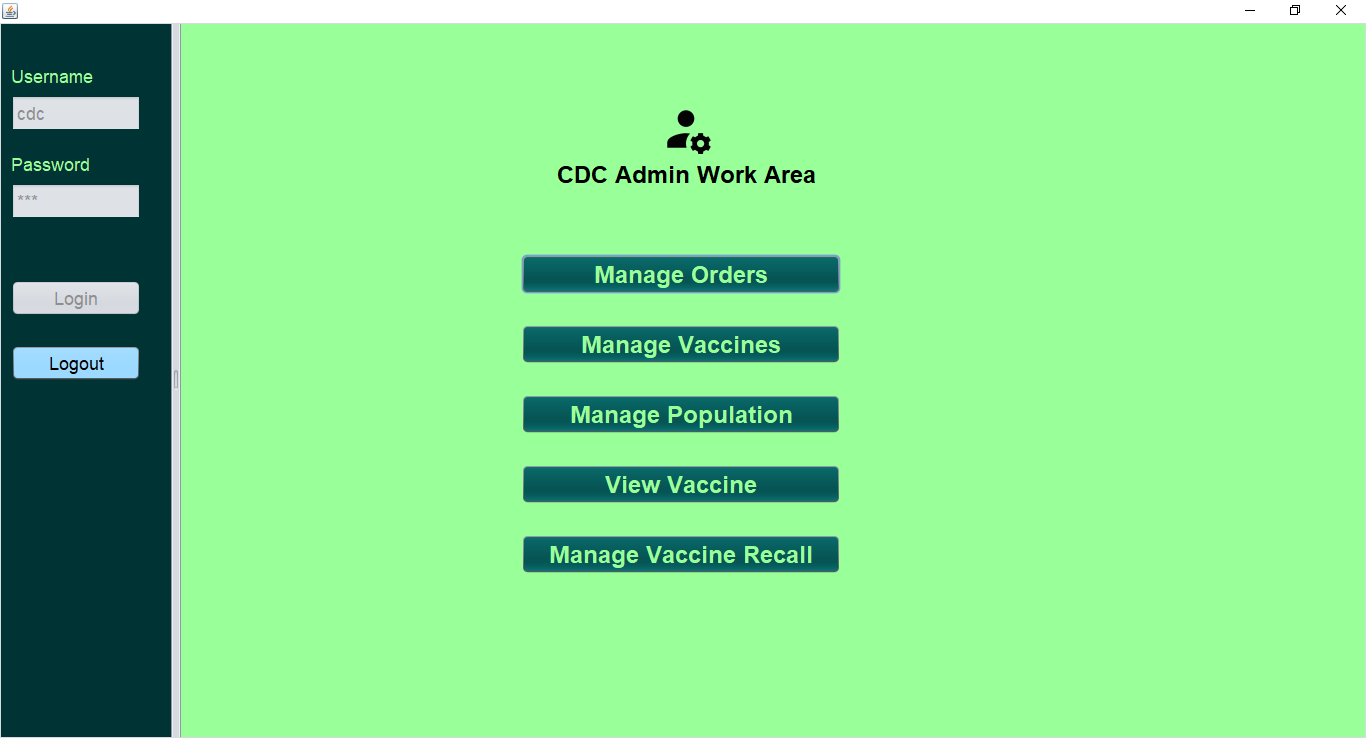 Username
cdc
Password
***
Login
Logout
CDC Admin Work Area
Manage Orders
Manage Vaccines
Manage Population
View Vaccine
Manage Vaccine Recall